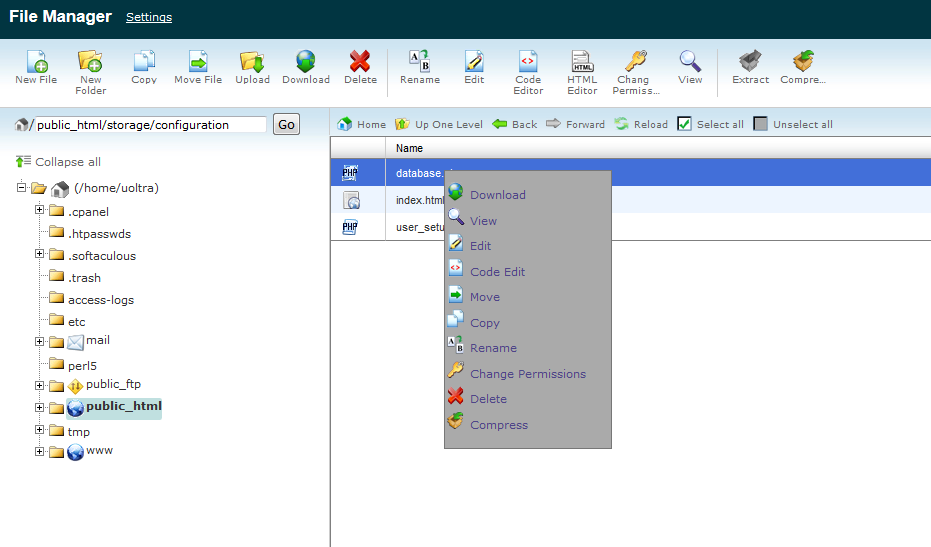 File Manager Settings
New File
New Folder
Copy
Move File
Upload
Download
Delete
Rename
Edit
Code Editor
HTML Editor
Chang Permiss...
View
Extract
Compre...
/ public_html/storage/configuration Go
Home Up One Level Back Forward Reload Select all Unselect all
Collapse all
(/home/uoltra)
.cpanel
.htpasswds
.softaculous
.trash
access-logs
etc
mail
perl5
public_ftp
public_html
tmp
www
Name
PHP database.
index.html
PHP user_setu
Download
View
Edit
Code Edit
Move
Copy
Rename
Change Permissions
Delete
Compress